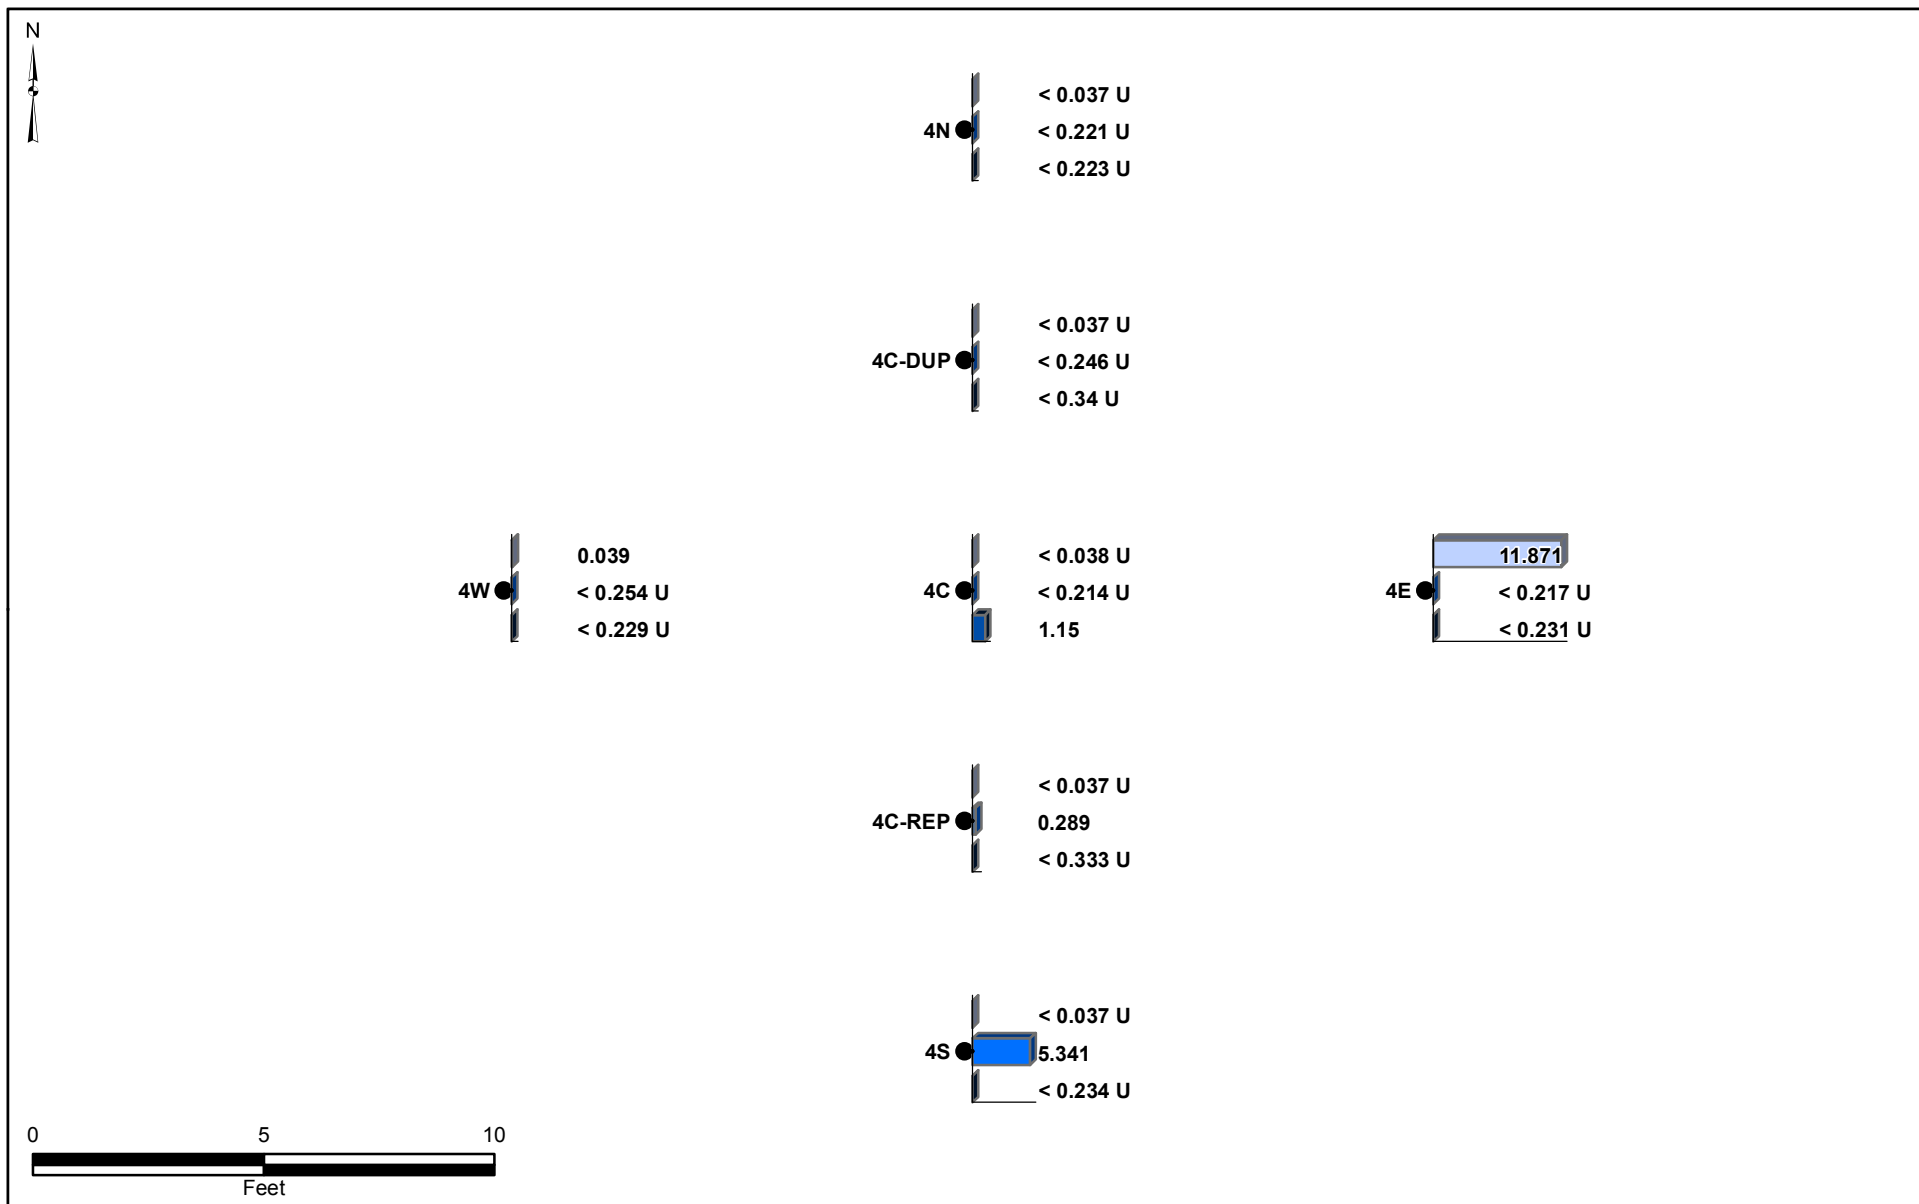 N
< 0.037 U
4N
< 0.221 U
< 0.223 U
< 0.037 U
4C-DUP
< 0.246 U
< 0.34 U
0.039
4W
< 0.254 U
< 0.229 U
< 0.038 U
4C
< 0.214 U
1.15
11.871
4E
< 0.217 U
< 0.231 U
< 0.037 U
4C-REP
0.289
< 0.333 U
< 0.037 U
4S
5.341
< 0.234 U
0 5 10
Feet